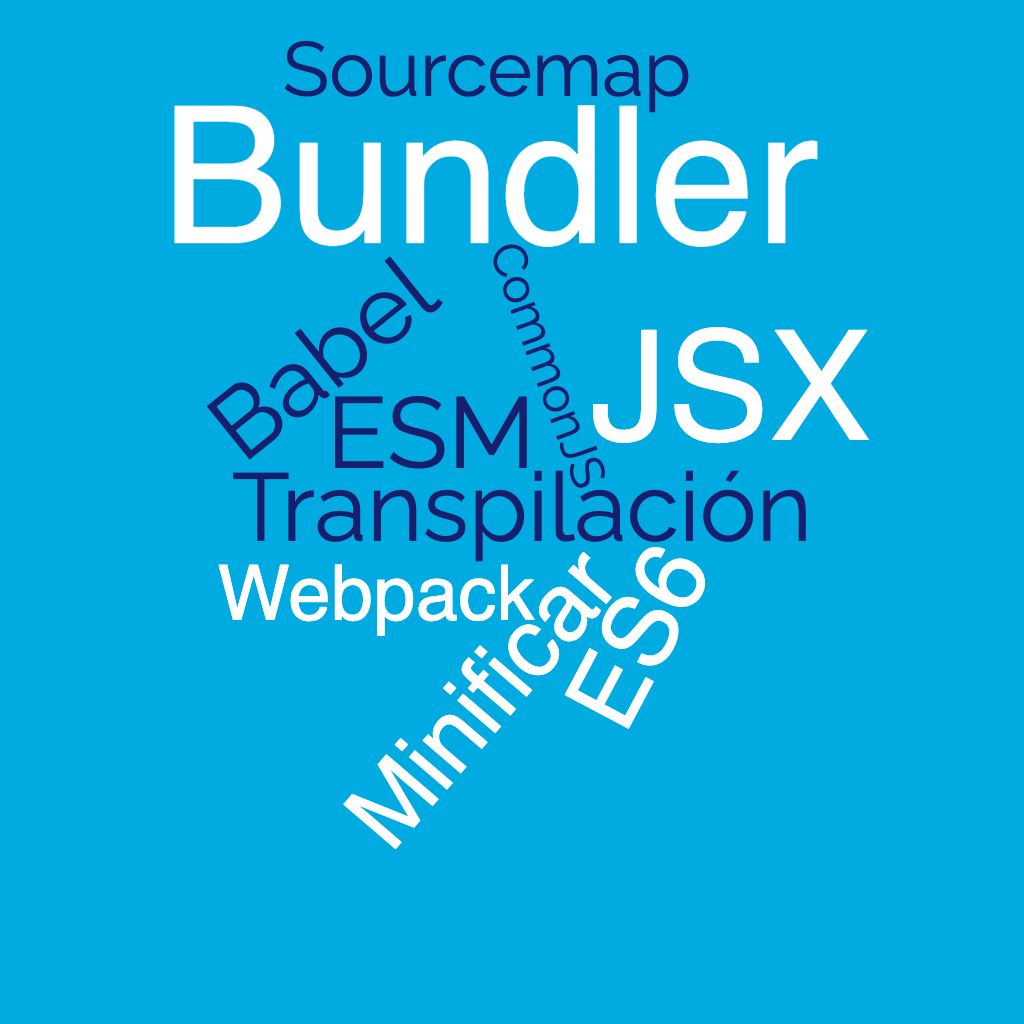 Sourcemap
Bundler
CommonJS
Babel
JSX
ESM
Transpilación
Webpack
Minificar
ES6